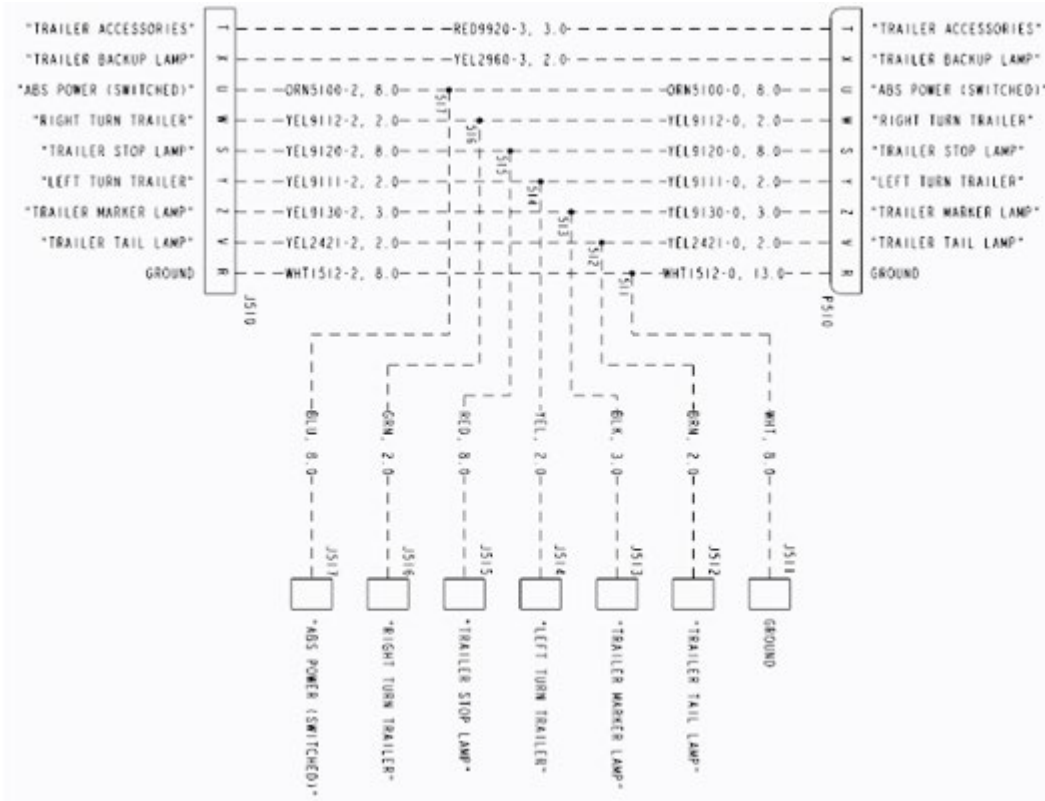 "TRAILER ACCESSORIES" T RED9920-3, 3.0 T "TRAILER ACCESSORIES"
"TRAILER BACKUP LAMP" X YEL2960-3, 2.0 X "TRAILER BACKUP LAMP"
"ABS POWER (SWITCHED)" U ORN5100-2, 8.0 ORN5100-0, 8.0 U "ABS POWER (SWITCHED)"
"RIGHT TURN TRAILER" W YEL9112-2, 2.0 YEL9112-0, 2.0 W "RIGHT TURN TRAILER"
"TRAILER STOP LAMP" S YEL9120-2, 8.0 YEL9120-0, 8.0 S "TRAILER STOP LAMP"
"LEFT TURN TRAILER" Y YEL9111-2, 2.0 YEL9111-0, 2.0 Y "LEFT TURN TRAILER"
"TRAILER MARKER LAMP" Z YEL9130-2, 3.0 YEL9130-0, 3.0 Z "TRAILER MARKER LAMP"
"TRAILER TAIL LAMP" V YEL2421-2, 2.0 YEL2421-0, 2.0 V "TRAILER TAIL LAMP"
GROUND R WHT1512-2, 8.0 WHT1512-0, 13.0 R GROUND
J510
S17
S16
S15
S14
S13
S12
S11
P510
BLU, 8.0
GRN, 2.0
RED, 8.0
YEL, 2.0
BLK, 3.0
BRN, 2.0
WHT, 8.0
J517
J516
J515
J514
J513
J512
J511
"ABS POWER (SWITCHED)"
"RIGHT TURN TRAILER"
"TRAILER STOP LAMP"
"LEFT TURN TRAILER"
"TRAILER MARKER LAMP"
"TRAILER TAIL LAMP"
GROUND